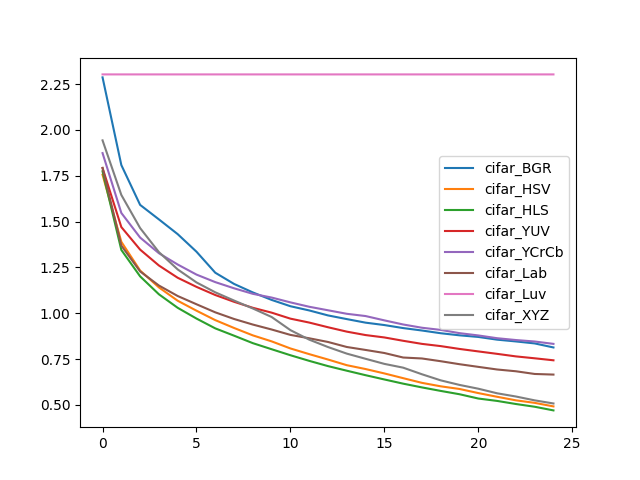 2.25
2.00
1.75
1.50
1.25
1.00
0.75
0.50
0
5
10
15
20
25
cifar_BGR
cifar_HSV
cifar_HLS
cifar_YUV
cifar_YCrCb
cifar_Lab
cifar_Luv
cifar_XYZ